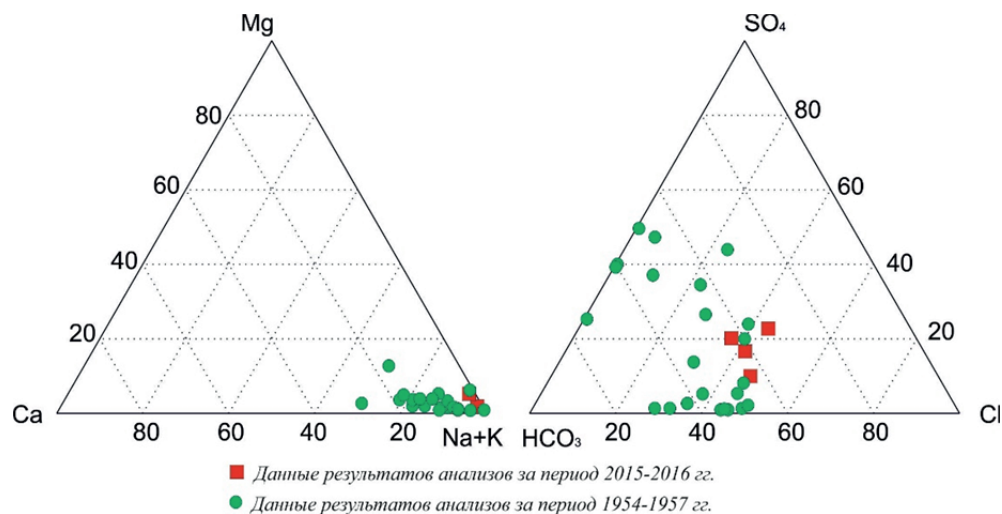 Mg SO₄
80 80
60 60
40 40
20 20
Ca 80 60 40 20 Na+K HCO₃ 20 40 60 80 Cl
Данные результатов анализов за период 2015-2016 гг.
Данные результатов анализов за период 1954-1957 гг.